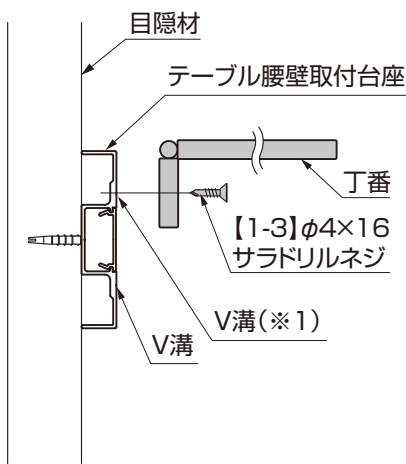 目隠材
テーブル腰壁取付台座
丁番
【1-3】φ4×16
サラドリルネジ
V溝(※1)
V溝